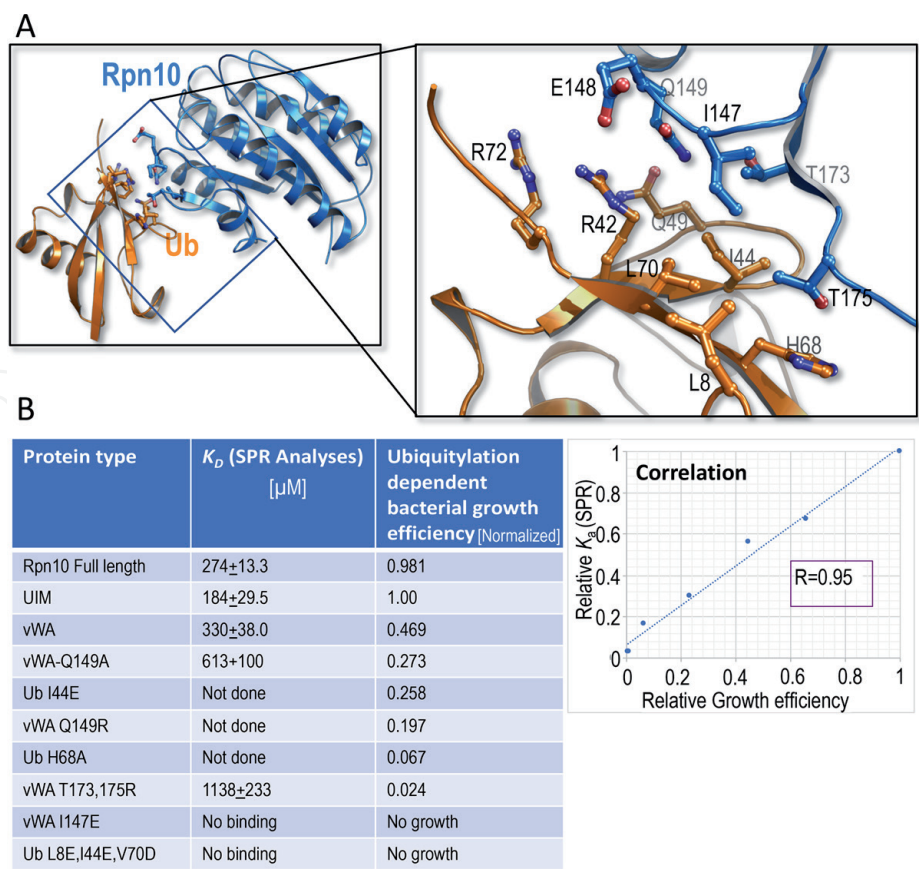 A
Rpn10
Ub
E148
Q149
I147
R72
T173
R42
Q49
I44
L70
T175
H68
L8
B
Protein type K_D (SPR Analyses) [μM] Ubiquitylation dependent bacterial growth efficiency [Normalized]
Rpn10 Full length 274±13.3 0.981
UIM 184±29.5 1.00
vWA 330±38.0 0.469
vWA-Q149A 613+100 0.273
Ub I44E Not done 0.258
vWA Q149R Not done 0.197
Ub H68A Not done 0.067
vWA T173,175R 1138±233 0.024
vWA I147E No binding No growth
Ub L8E,I44E,V70D No binding No growth
Correlation
R=0.95
Relative Kₐ(SPR)
1
0.8
0.6
0.4
0.2
0
0 0.2 0.4 0.6 0.8 1
Relative Growth efficiency